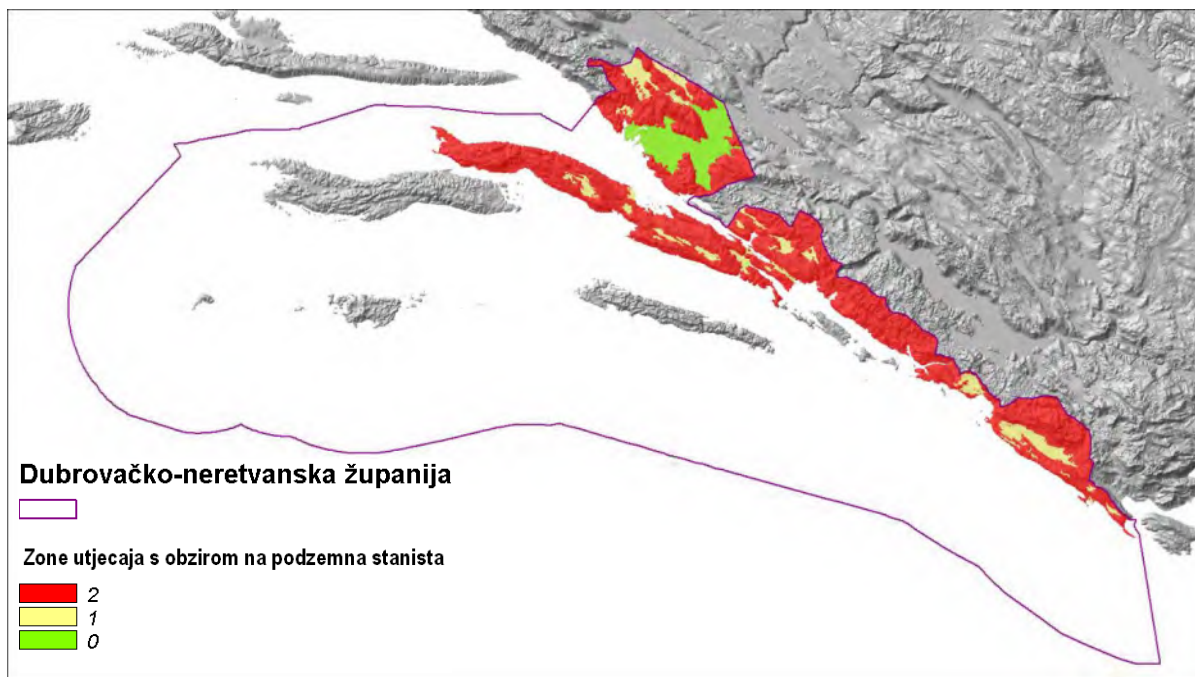 Dubrovačko-neretvanska županija
Zone utjecaja s obzirom na podzemna stanista
2
1
0